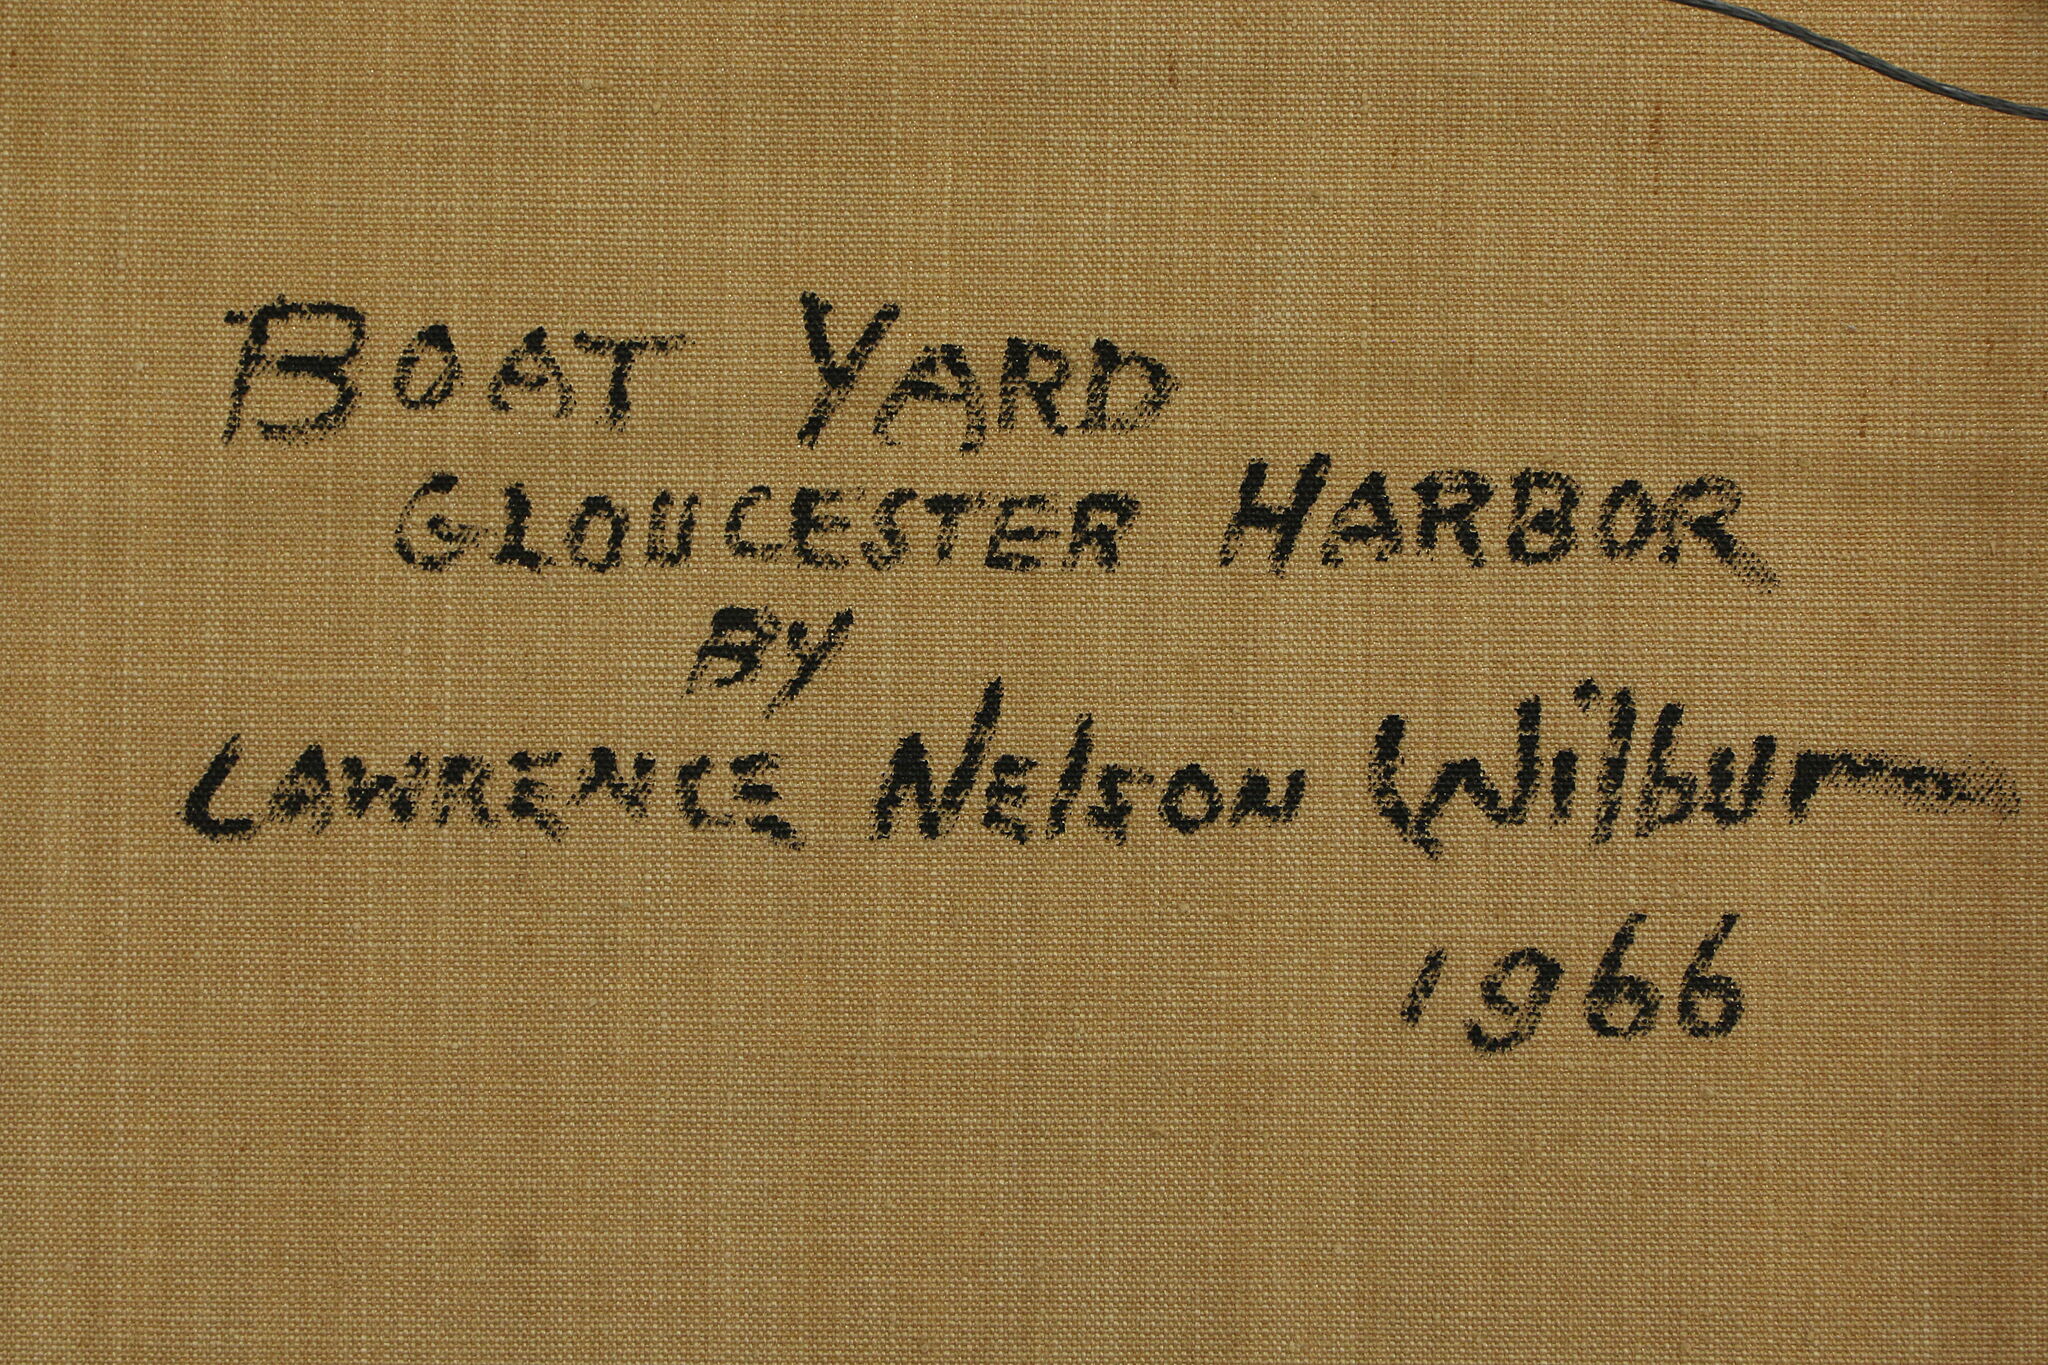 BOAT YARD
GLOUCESTER HARBOR
BY
LAWRENCE NELSON Wilbur
1966